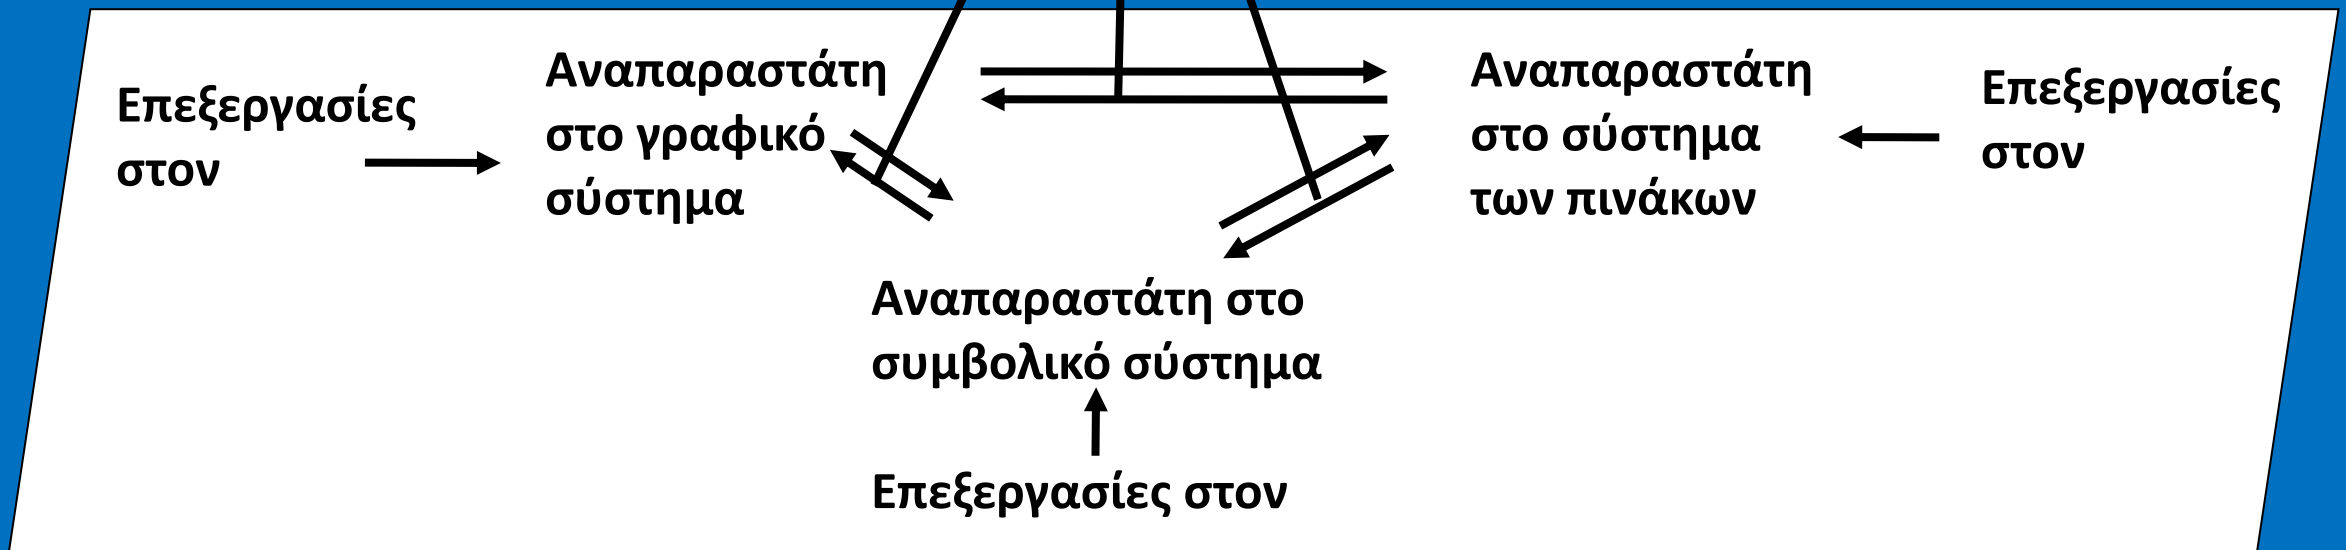 Επεξεργασίες
στον
Αναπαραστάτη
στο γραφικό
σύστημα
Αναπαραστάτη
στο σύστημα
των πινάκων
Επεξεργασίες
στον
Αναπαραστάτη στο
συμβολικό σύστημα
Επεξεργασίες στον